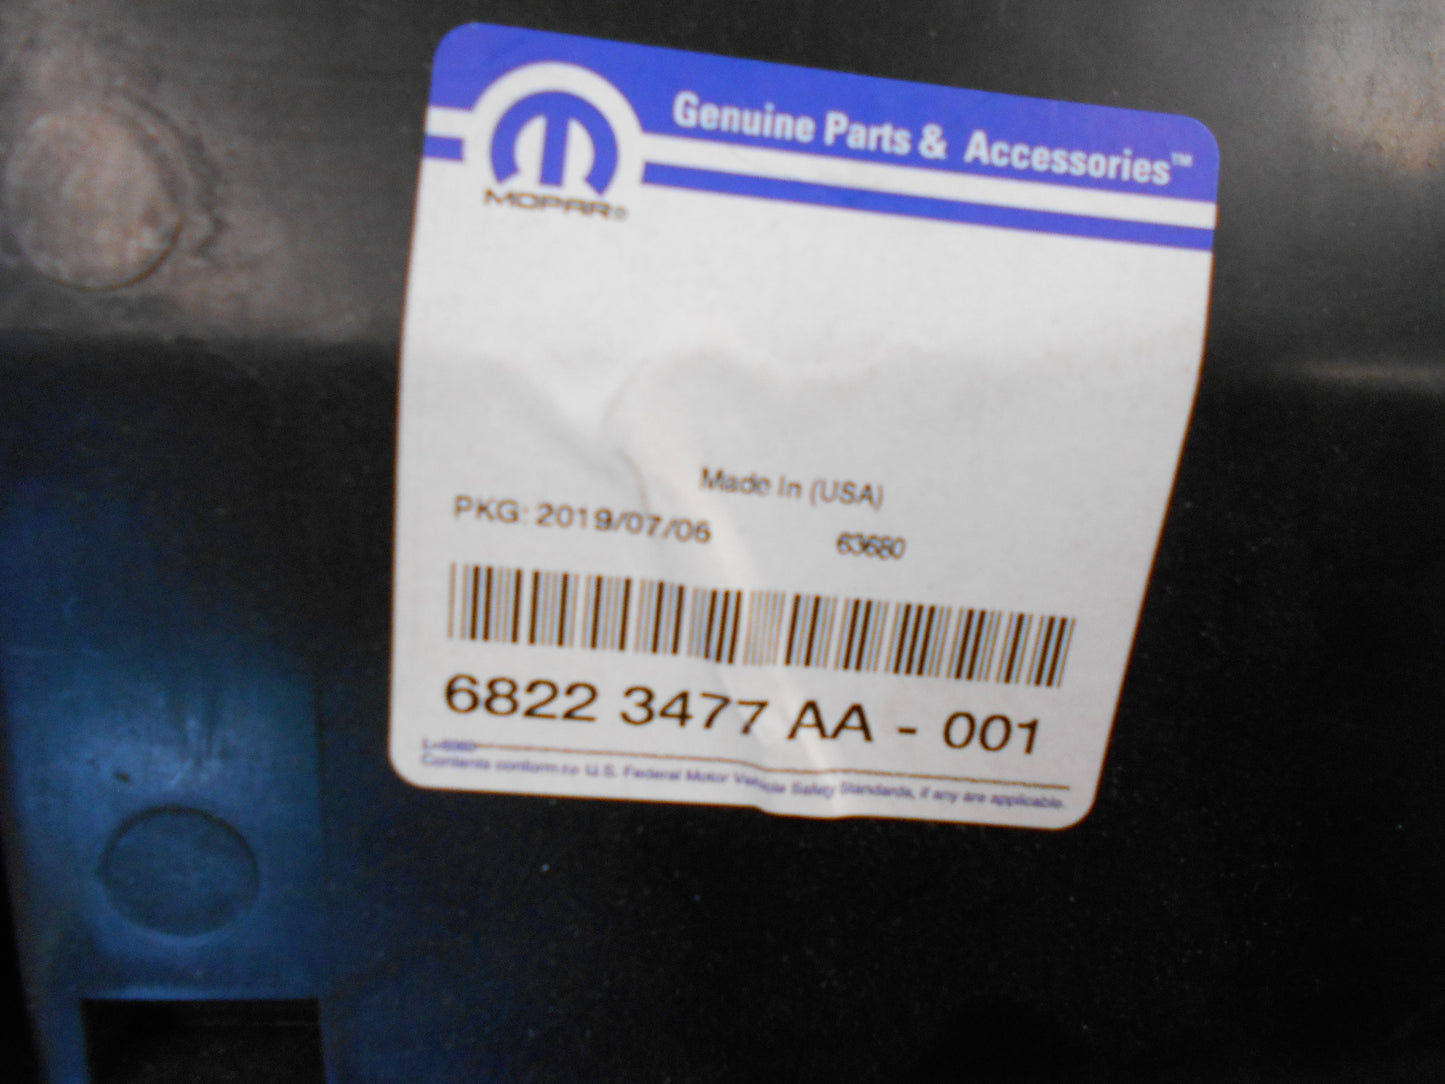 Genuine Parts & Accessories™
MOPAR®
Made In (USA)
PKG: 2019/07/06 63680
6822 3477 AA - 001
Contents conform to U.S. Federal Motor Vehicle Safety Standards, if any are applicable.